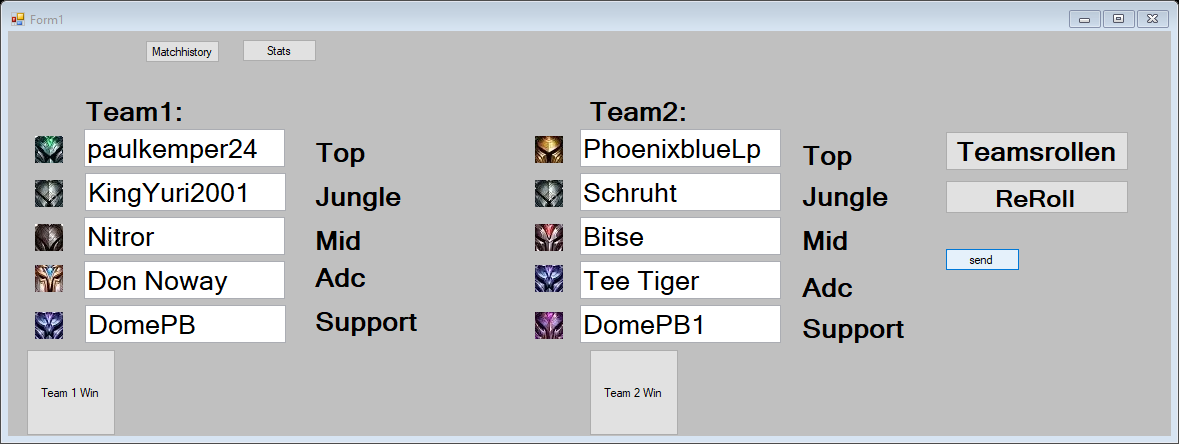 Form1
Matchhistory Stats
Team1: Team2:
paulkemper24 Top PhoenixblueLp Top Teamsrollen
KingYuri2001 Jungle Schruht Jungle ReRoll
Nitror Mid Bitse Mid
send
Don Noway Adc Tee Tiger Adc
DomePB Support DomePB1 Support
Team 1 Win Team 2 Win